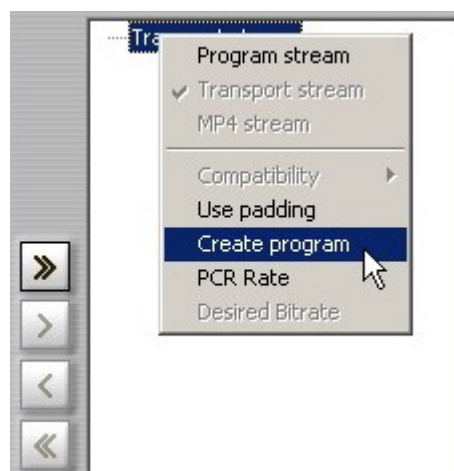 Program stream
Transport stream
MP4 stream
Compatibility
Use padding
Create program
PCR Rate
Desired Bitrate